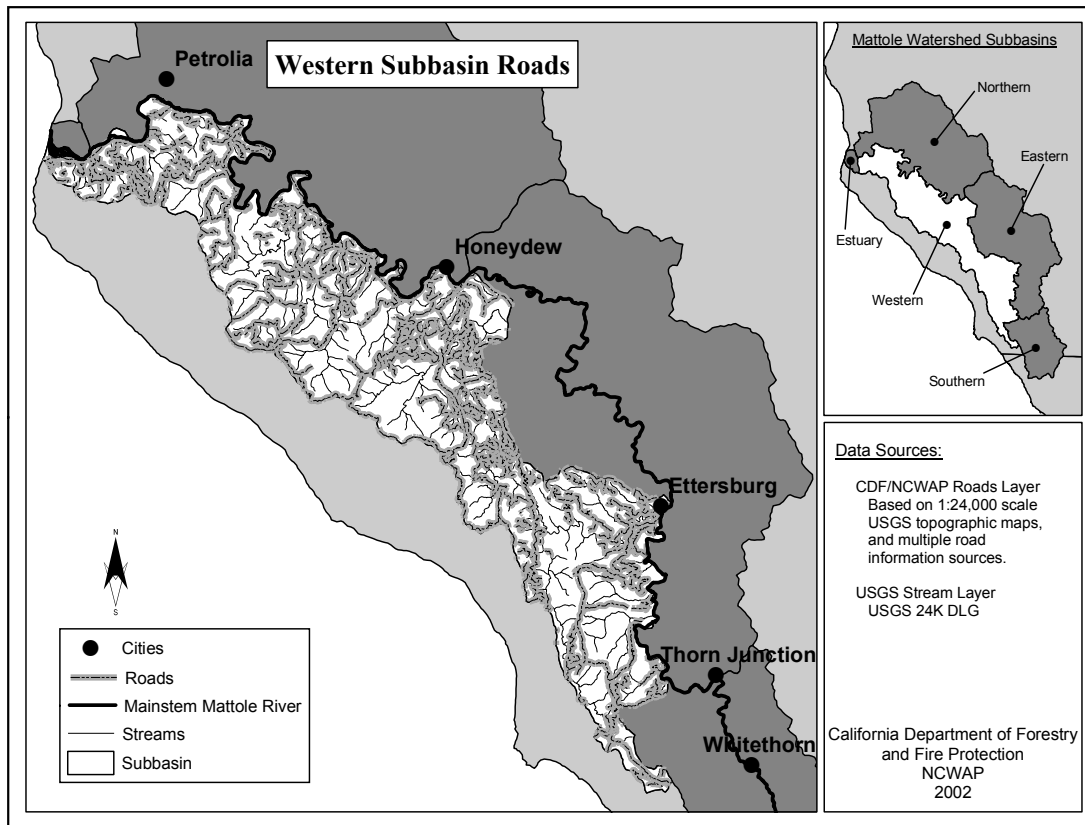 Western Subbasin Roads
Petrolia
Honeydew
Ettersburg
Thorn Junction
Whitethorn
N
S
Cities
Roads
Mainstem Mattole River
Streams
Subbasin
Mattole Watershed Subbasins
Northern
Eastern
Estuary
Western
Southern
Data Sources:
CDF/NCWAP Roads Layer
Based on 1:24,000 scale
USGS topographic maps,
and multiple road
information sources.
USGS Stream Layer
USGS 24K DLG
California Department of Forestry
and Fire Protection
NCWAP
2002